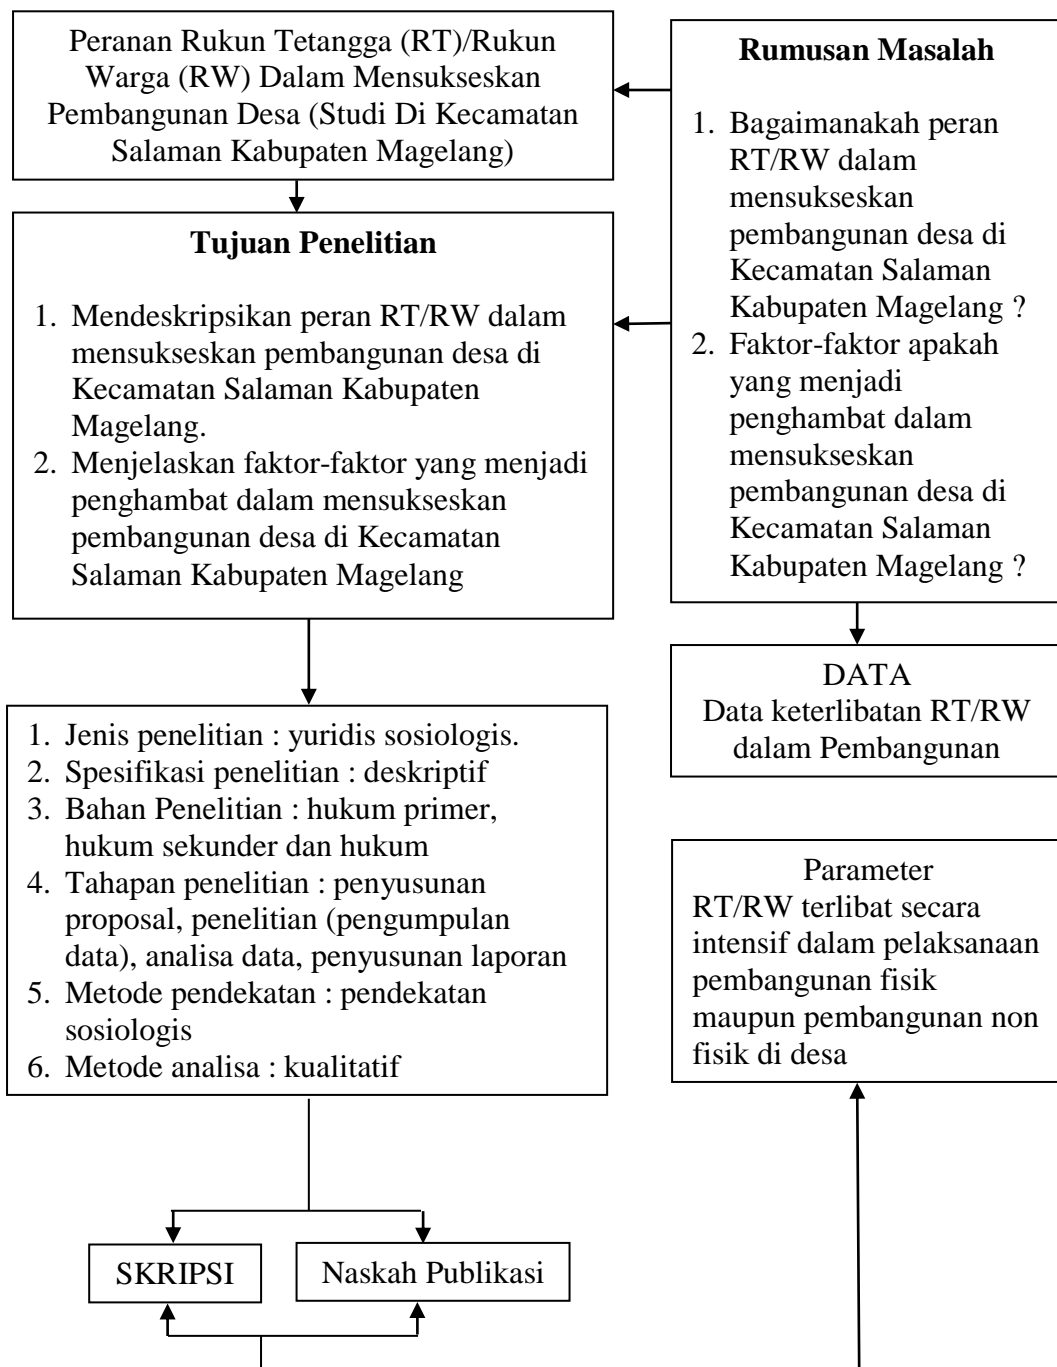 Peranan Rukun Tetangga (RT)/Rukun
Warga (RW) Dalam Mensukseskan
Pembangunan Desa (Studi Di Kecamatan
Salaman Kabupaten Magelang)
Rumusan Masalah
1. Bagaimanakah peran
RT/RW dalam
mensukseskan
pembangunan desa di
Kecamatan Salaman
Kabupaten Magelang ?
2. Faktor-faktor apakah
yang menjadi
penghambat dalam
mensukseskan
pembangunan desa di
Kecamatan Salaman
Kabupaten Magelang ?
Tujuan Penelitian
1. Mendeskripsikan peran RT/RW dalam
mensukseskan pembangunan desa di
Kecamatan Salaman Kabupaten
Magelang.
2. Menjelaskan faktor-faktor yang menjadi
penghambat dalam mensukseskan
pembangunan desa di Kecamatan
Salaman Kabupaten Magelang
DATA
Data keterlibatan RT/RW
dalam Pembangunan
1. Jenis penelitian : yuridis sosiologis.
2. Spesifikasi penelitian : deskriptif
3. Bahan Penelitian : hukum primer,
hukum sekunder dan hukum
4. Tahapan penelitian : penyusunan
proposal, penelitian (pengumpulan
data), analisa data, penyusunan laporan
5. Metode pendekatan : pendekatan
sosiologis
6. Metode analisa : kualitatif
Parameter
RT/RW terlibat secara
intensif dalam pelaksanaan
pembangunan fisik
maupun pembangunan non
fisik di desa
SKRIPSI
Naskah Publikasi